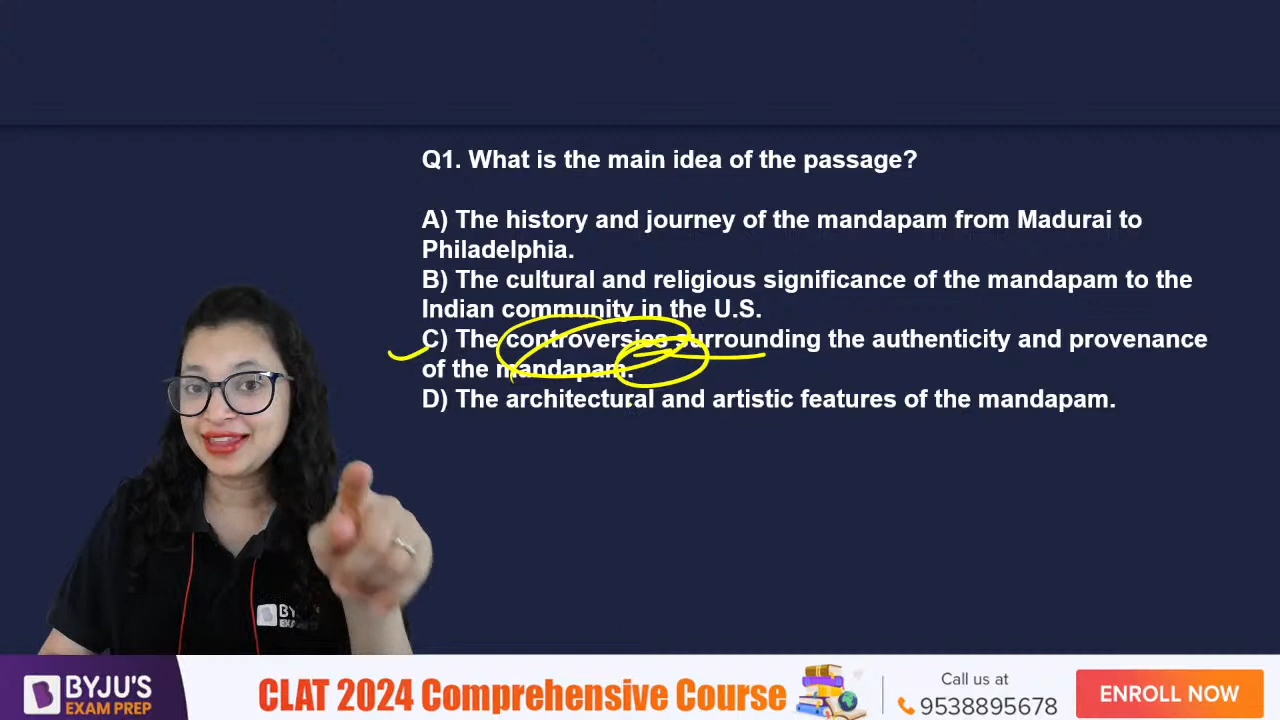 Q1. What is the main idea of the passage?
A) The history and journey of the mandapam from Madurai to
Philadelphia.
B) The cultural and religious significance of the mandapam to the
Indian community in the U.S.
C) The controversies surrounding the authenticity and provenance
of the mandapam.
D) The architectural and artistic features of the mandapam.
BYJU'S
EXAM PREP
CLAT 2024 Comprehensive Course
Call us at
9538895678
ENROLL NOW